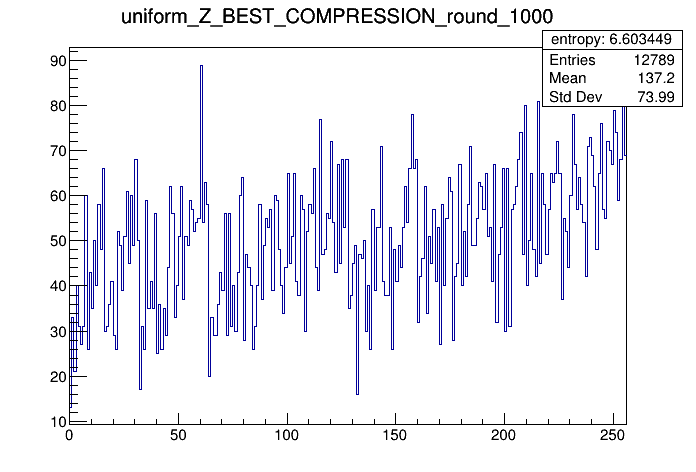 uniform_Z_BEST_COMPRESSION_round_1000
entropy: 6.603449
Entries 12789
Mean 137.2
Std Dev 73.99
90
80
70
60
50
40
30
20
10
0 50 100 150 200 250